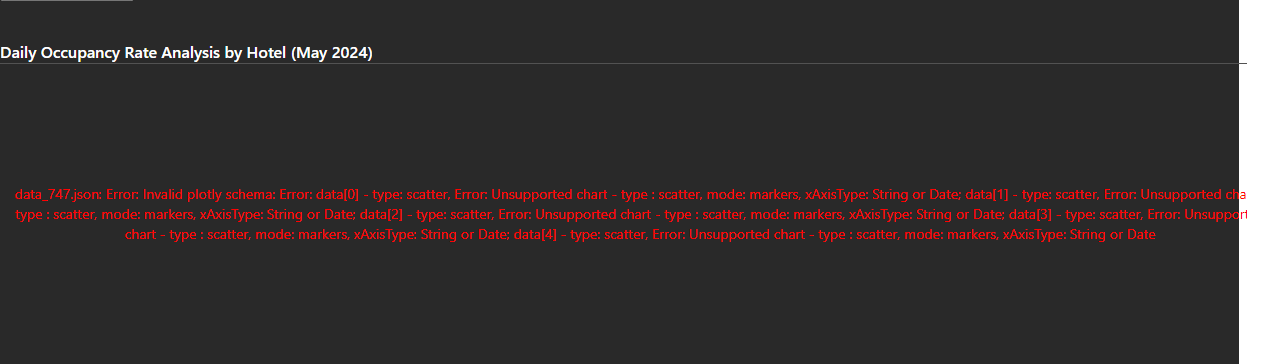 Daily Occupancy Rate Analysis by Hotel (May 2024)
data_747.json: Error: Invalid plotly schema: Error: data[0] - type: scatter, Error: Unsupported chart - type : scatter, mode: markers, xAxisType: String or Date; data[1] - type: scatter, Error: Unsupported cha
type : scatter, mode: markers, xAxisType: String or Date; data[2] - type: scatter, Error: Unsupported chart - type : scatter, mode: markers, xAxisType: String or Date; data[3] - type: scatter, Error: Unsupport
chart - type : scatter, mode: markers, xAxisType: String or Date; data[4] - type: scatter, Error: Unsupported chart - type : scatter, mode: markers, xAxisType: String or Date